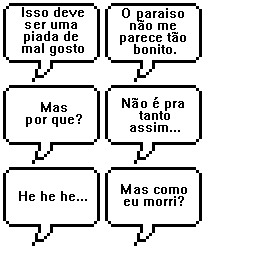 Isso deve
ser uma
piada de
mal gosto
O paraiso
não me
parece tão
bonito.
Mas
por que?
Não é pra
tanto
assim...
He he he...
Mas como
eu morri?